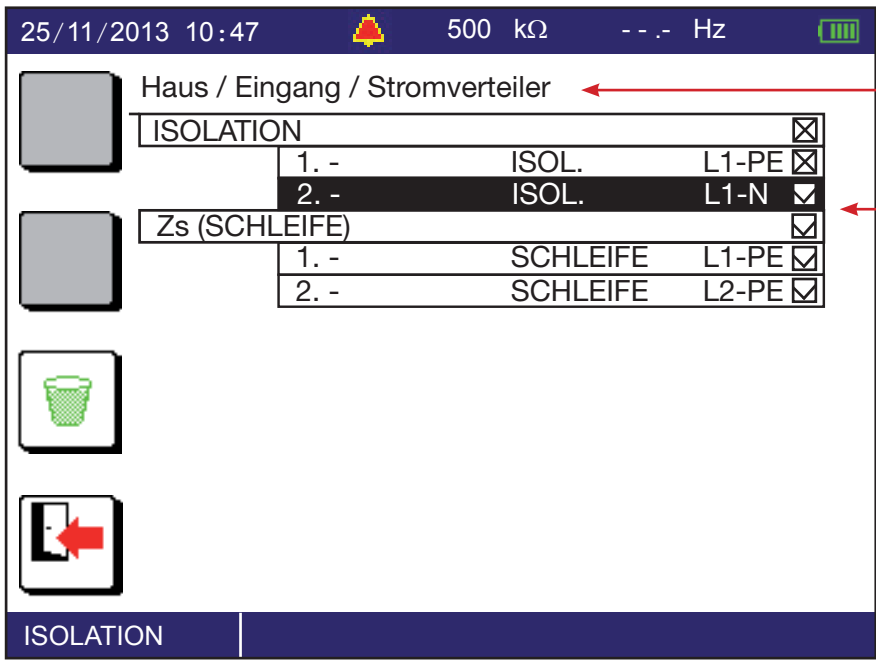 25/11/2013 10:47 500 kΩ - - .- Hz
Haus / Eingang / Stromverteiler
ISOLATION
1. - ISOL. L1-PE
2. - ISOL. L1-N
Zs (SCHLEIFE)
1. - SCHLEIFE L1-PE
2. - SCHLEIFE L2-PE
ISOLATION